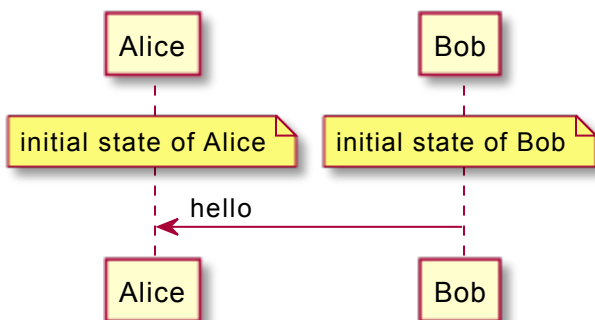 Alice
Bob
initial state of Alice
initial state of Bob
hello
Alice
Bob